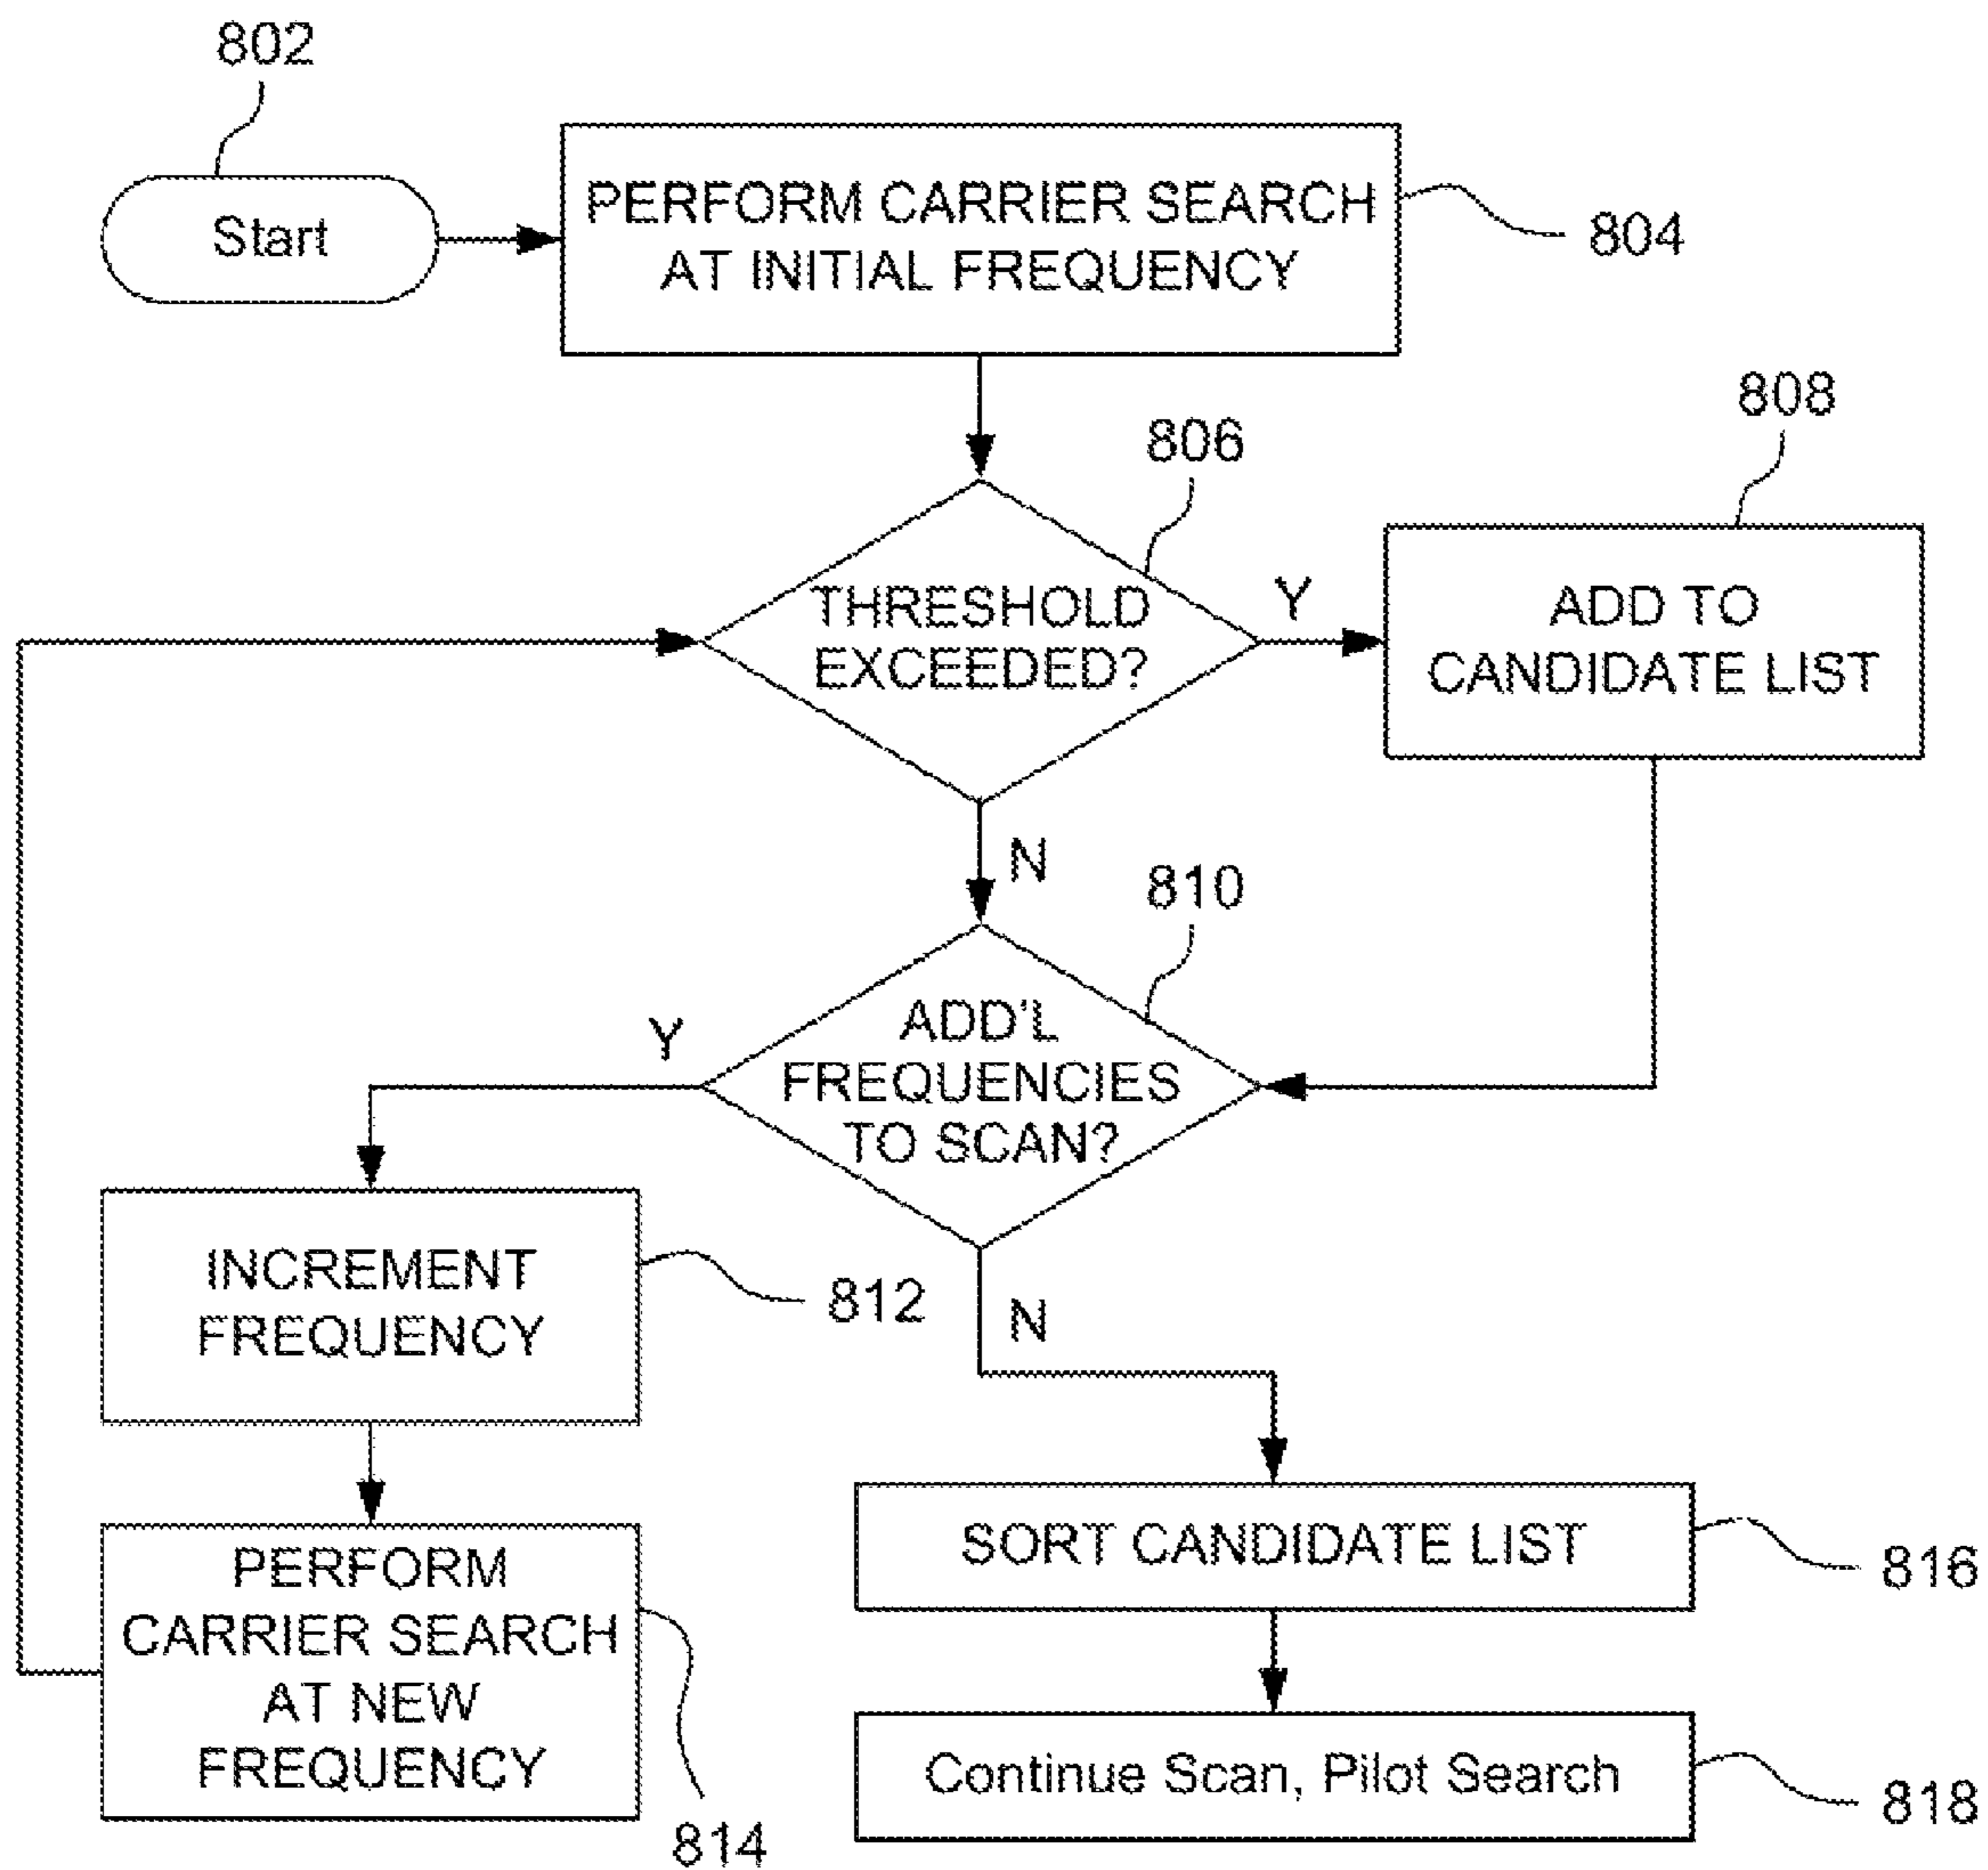 802
Start
PERFORM CARRIER SEARCH
AT INITIAL FREQUENCY
804
806
808
THRESHOLD
EXCEEDED?
Y
ADD TO
CANDIDATE LIST
N
810
ADD'L
FREQUENCIES
TO SCAN?
Y
INCREMENT
FREQUENCY
812
N
PERFORM
CARRIER SEARCH
AT NEW
FREQUENCY
814
SORT CANDIDATE LIST
816
Continue Scan, Pilot Search
818